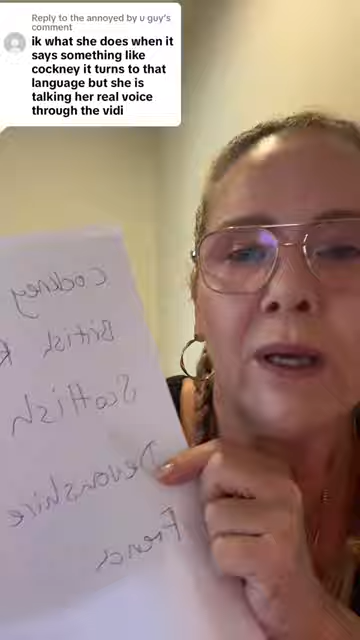 Reply to the annoyed by u guy's
comment
ik what she does when it
says something like
cockney it turns to that
language but she is
talking her real voice
through the vidi
Cockney
British
Scottish
Devonshire
French